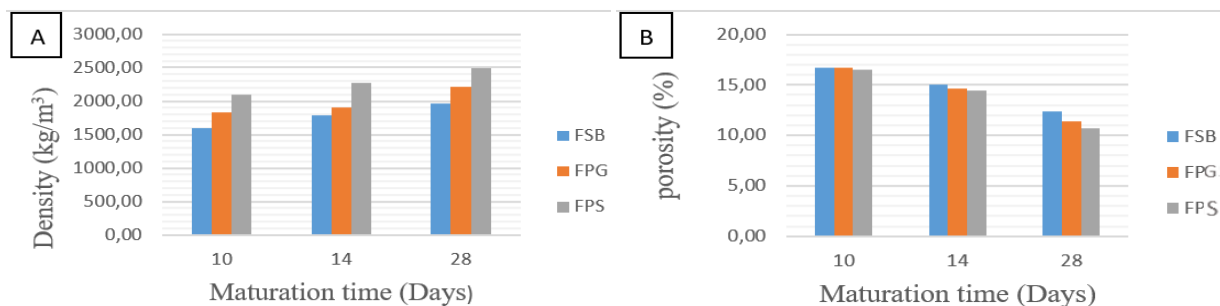 A
Density (kg/m³)
3000,00
2500,00
2000,00
1500,00
1000,00
500,00
0,00
10
14
28
Maturation time (Days)
FSB
FPG
FPS
B
porosity (%)
20,00
15,00
10,00
5,00
0,00
10
14
28
Maturation time (Days)
FSB
FPG
FPS